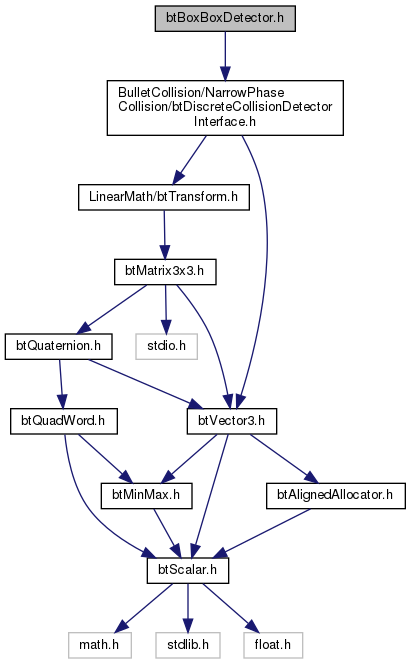 btBoxBoxDetector.h
BulletCollision/NarrowPhase
Collision/btDiscreteCollisionDetector
Interface.h
LinearMath/btTransform.h
btMatrix3x3.h
btQuaternion.h
stdio.h
btQuadWord.h
btVector3.h
btMinMax.h
btAlignedAllocator.h
btScalar.h
math.h
stdlib.h
float.h